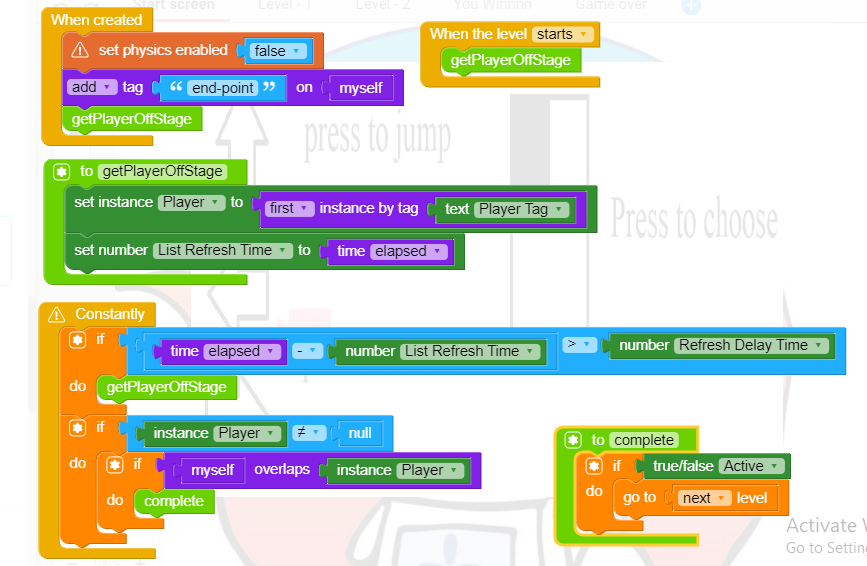 Start screen Level - 1 Level - 2 You Winnnn Game over
When created
set physics enabled false
add tag “ end-point ” on myself
getPlayerOffStage
When the level starts
getPlayerOffStage
press to jump
to getPlayerOffStage
set instance Player to first instance by tag text Player Tag
set number List Refresh Time to time elapsed
Press to choose
Constantly
if time elapsed - number List Refresh Time > number Refresh Delay Time
do getPlayerOffStage
if instance Player ≠ null
do if myself overlaps instance Player
do complete
to complete
if true/false Active
do go to next level
Activate
Go to Settin
100%